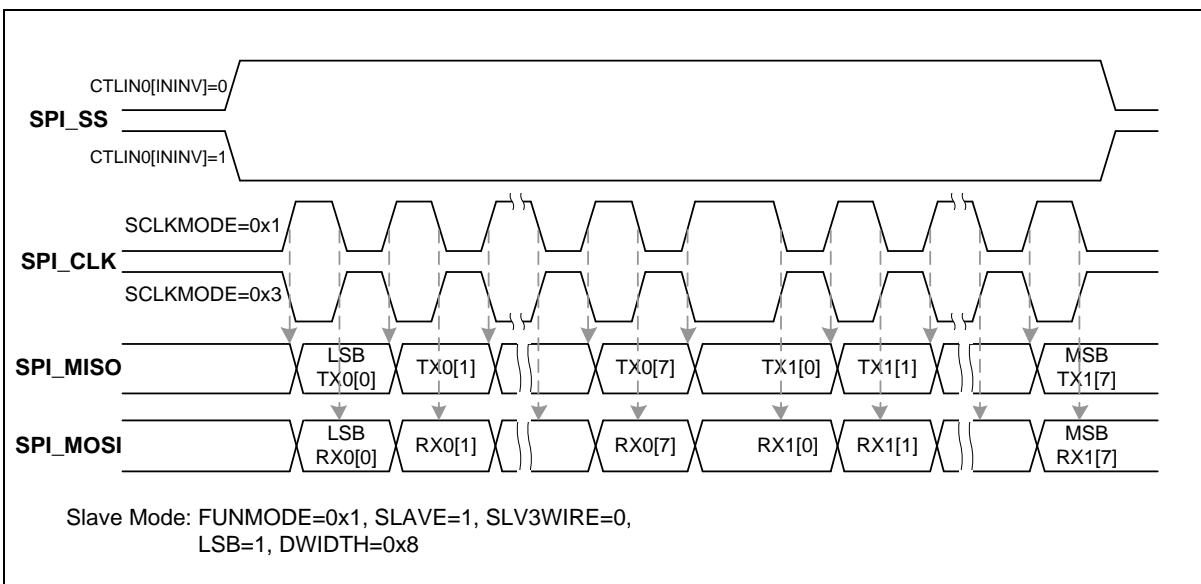 CTLIN0[ININV]=0
SPI_SS
CTLIN0[ININV]=1
SCLKMODE=0x1
SPI_CLK
SCLKMODE=0x3
SPI_MISO
LSB
TX0[0]
TX0[1]
TX0[7]
TX1[0]
TX1[1]
MSB
TX1[7]
SPI_MOSI
LSB
RX0[0]
RX0[1]
RX0[7]
RX1[0]
RX1[1]
MSB
RX1[7]
Slave Mode: FUNMODE=0x1, SLAVE=1, SLV3WIRE=0,
LSB=1, DWIDTH=0x8